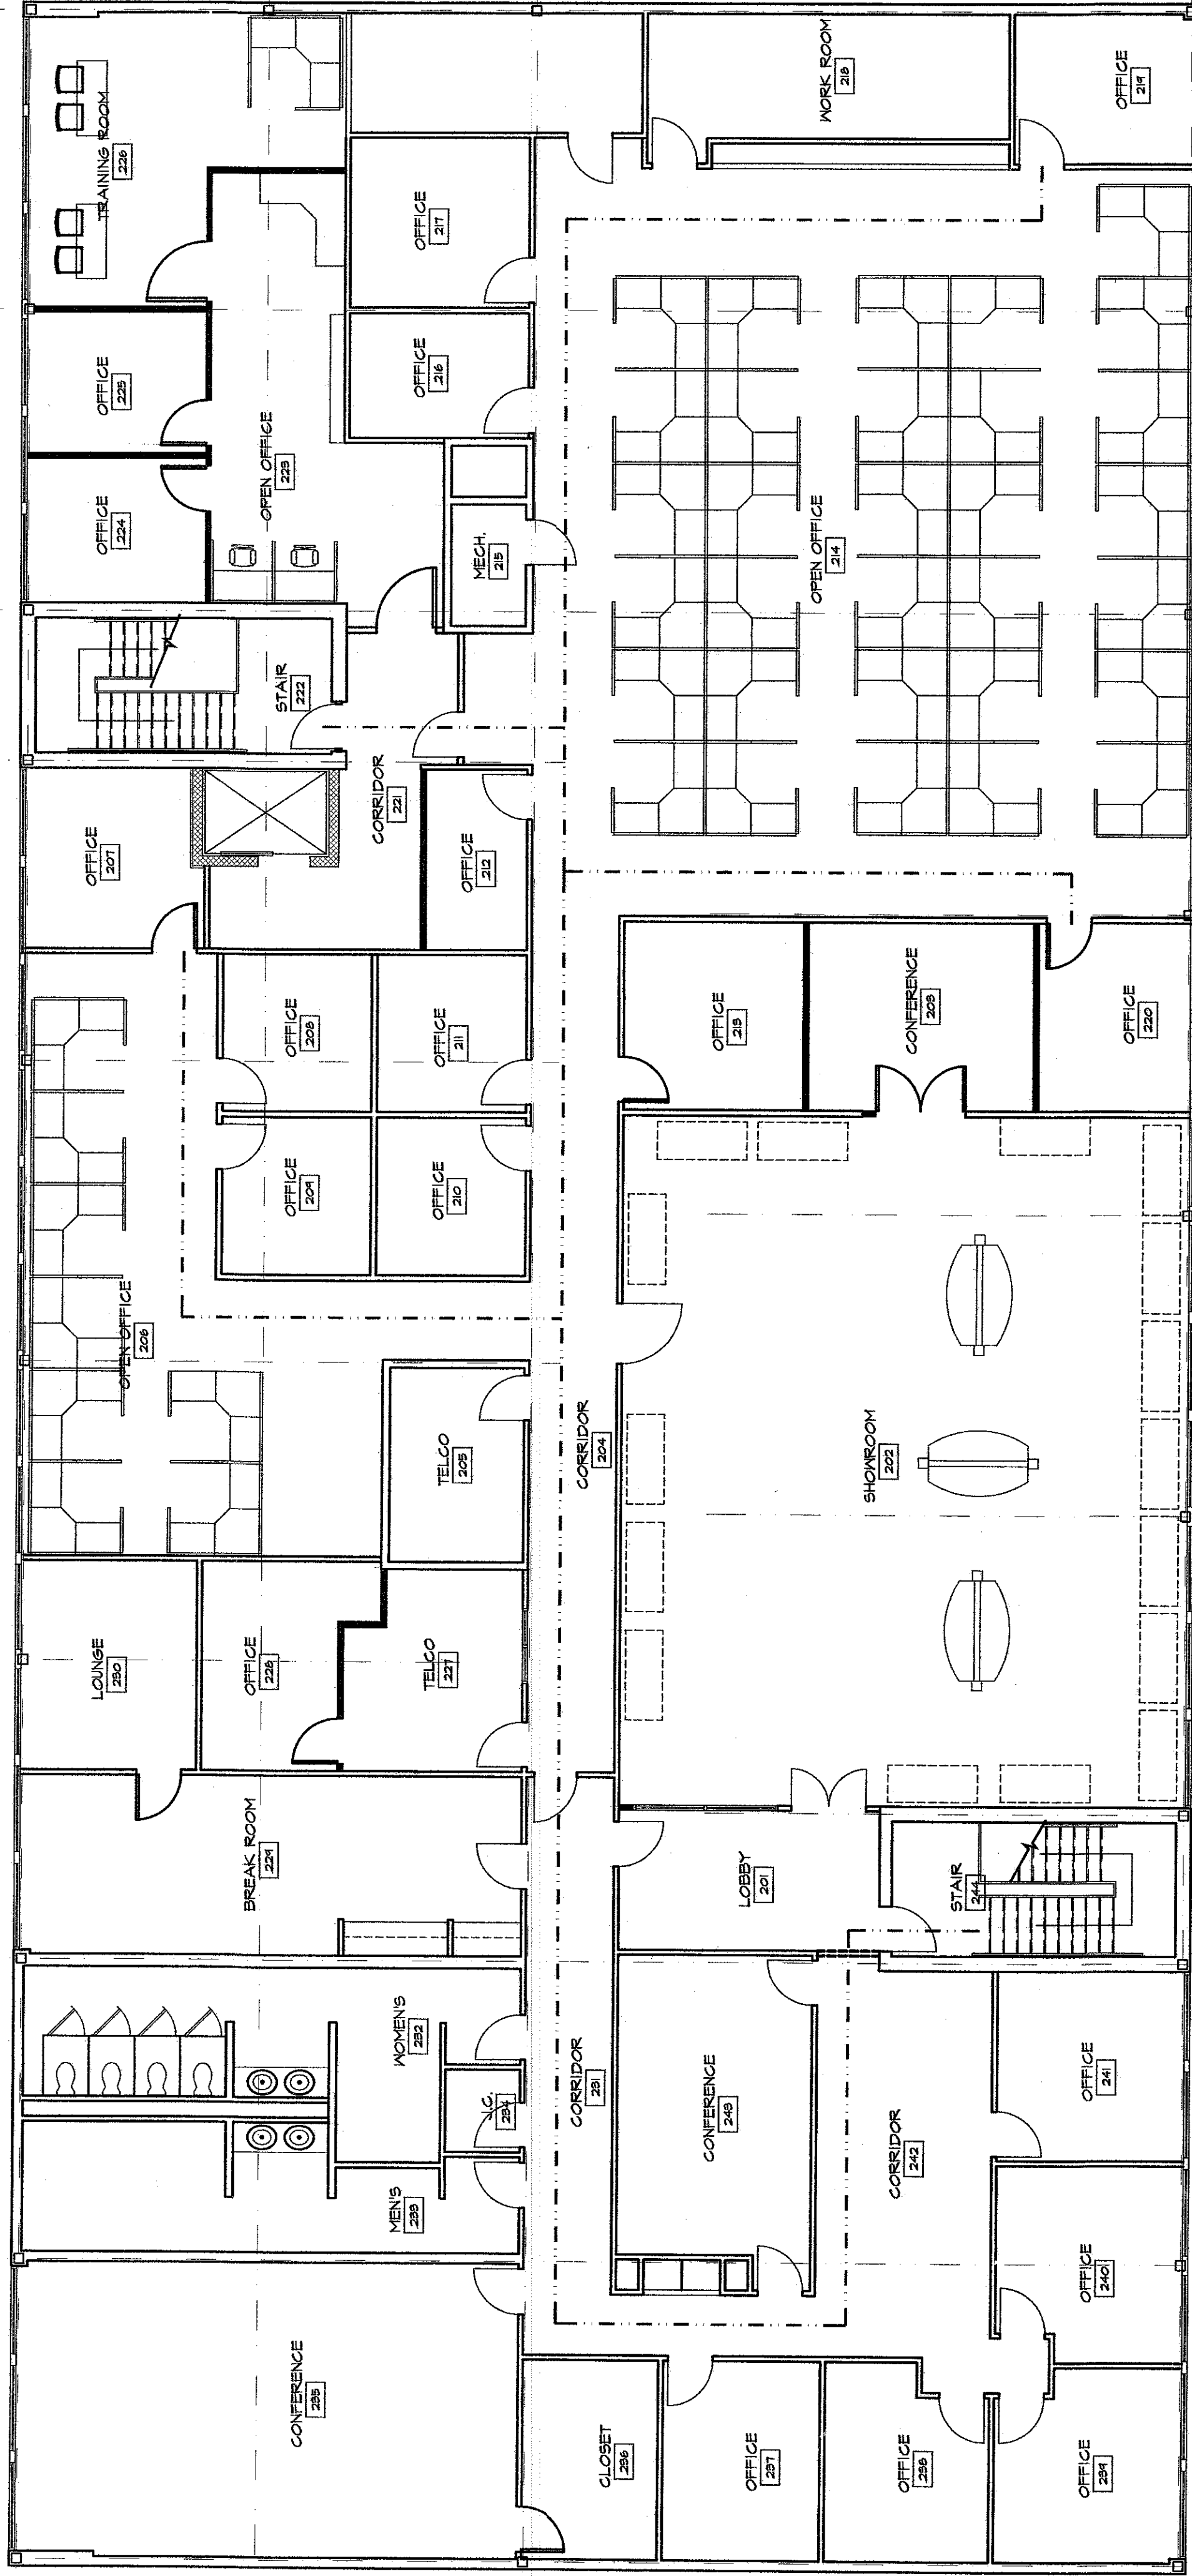 TRAINING ROOM
226
WORK ROOM
218
OFFICE
219
OFFICE
217
OFFICE
225
OFFICE
216
OPEN OFFICE
223
OFFICE
224
MECH.
215
OPEN OFFICE
214
STAIR
222
CORRIDOR
221
OFFICE
207
OFFICE
212
OFFICE
208
OFFICE
211
OFFICE
213
CONFERENCE
203
OFFICE
220
OFFICE
209
OFFICE
210
OPEN OFFICE
206
TELCO
205
CORRIDOR
204
SHOWROOM
202
LOUNGE
230
OFFICE
228
TELCO
227
BREAK ROOM
229
LOBBY
201
STAIR
244
WOMEN'S
232
J.C.
234
CORRIDOR
231
CONFERENCE
243
CORRIDOR
242
OFFICE
241
MEN'S
233
OFFICE
240
CONFERENCE
235
CLOSET
236
OFFICE
237
OFFICE
238
OFFICE
239